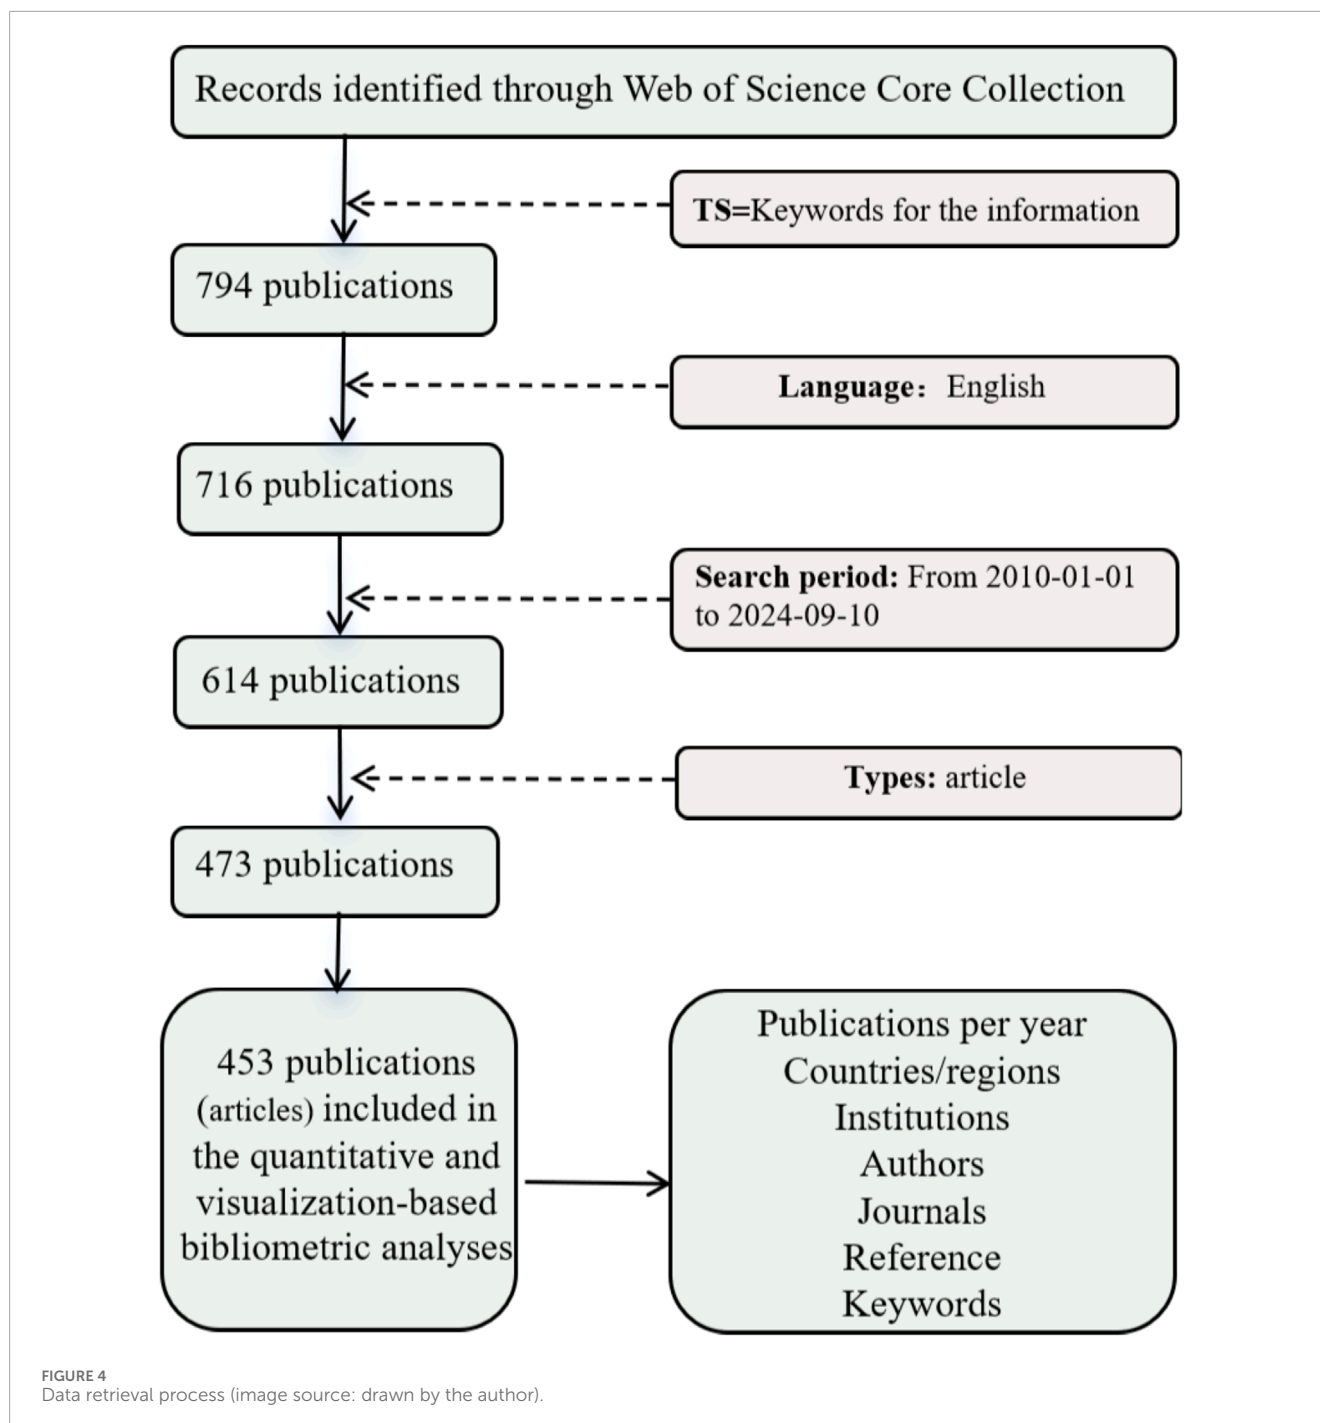 Records identified through Web of Science Core Collection
TS=Keywords for the information
794 publications
Language： English
716 publications
Search period: From 2010-01-01
to 2024-09-10
614 publications
Types: article
473 publications
453 publications
(articles) included in
the quantitative and
visualization-based
bibliometric analyses
Publications per year
Countries/regions
Institutions
Authors
Journals
Reference
Keywords
FIGURE 4
Data retrieval process (image source: drawn by the author).